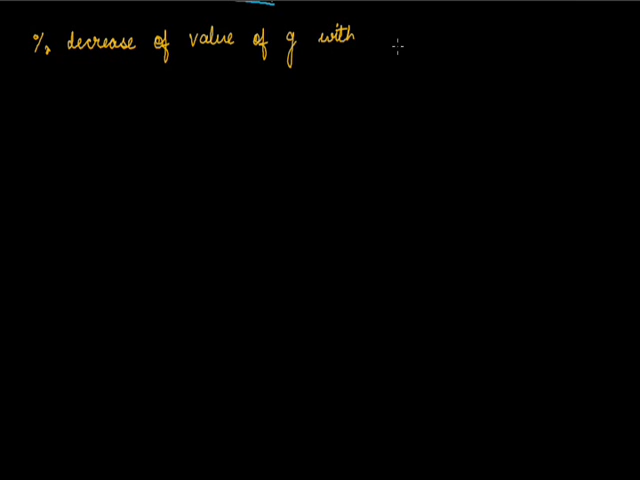 % decrease of value of g with